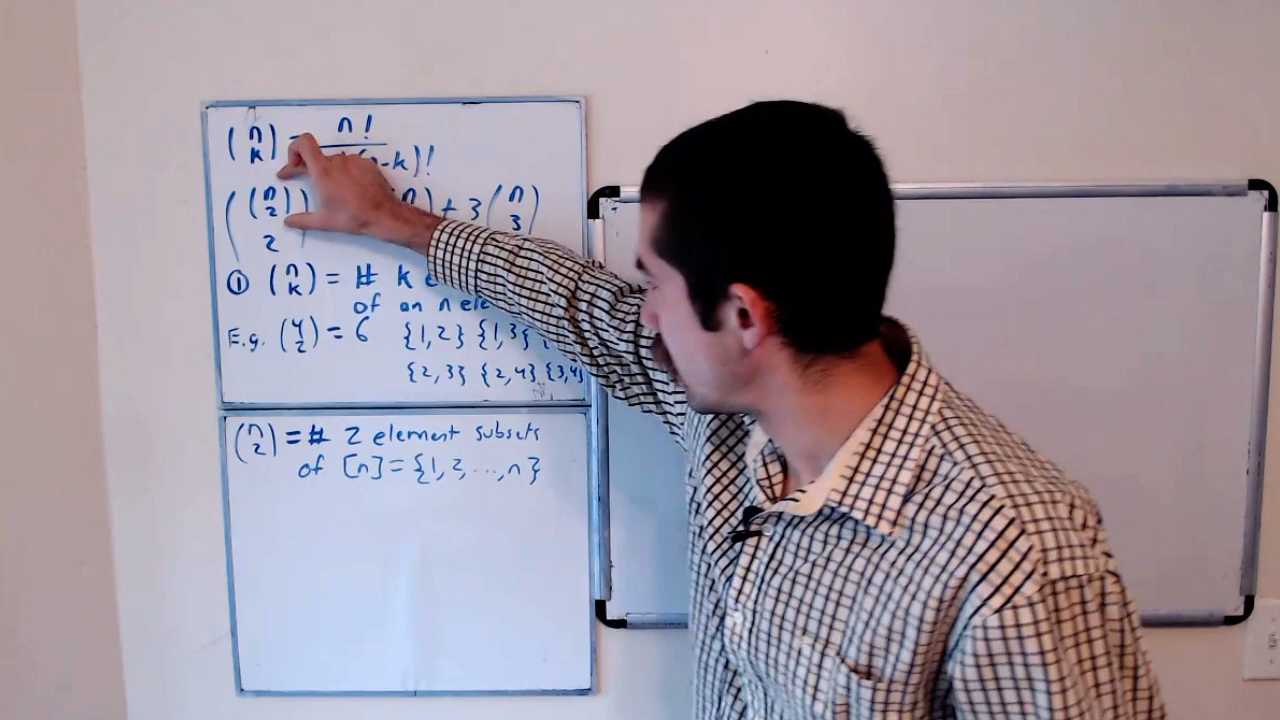 (n k) = n! / (n-k)!
((n 2) 2) (n ) + 3 (n 3)
① (n k) = # k
of an n ele
E.g. (4 2) = 6 {1,2} {1,3}
{2,3} {2,4} {3,4}
(n 2) = # 2 element subsets
of [n] = {1, 2, ..., n}